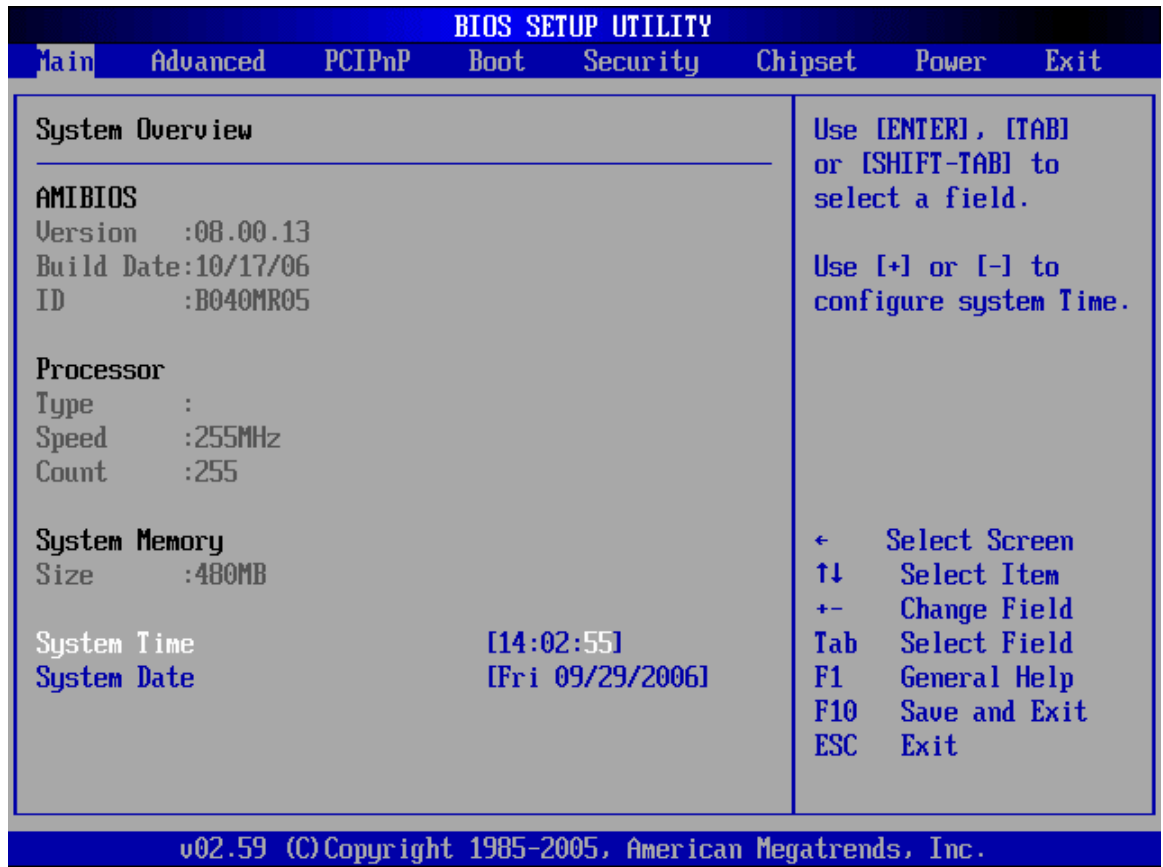 BIOS SETUP UTILITY
Main Advanced PCIPnP Boot Security Chipset Power Exit
System Overview
AMIBIOS
Version :08.00.13
Build Date:10/17/06
ID :B040MR05
Processor
Type :
Speed :255MHz
Count :255
System Memory
Size :480MB
System Time [14:02:55]
System Date [Fri 09/29/2006]
Use [ENTER], [TAB]
or [SHIFT-TAB] to
select a field.
Use [+] or [-] to
configure system Time.
← Select Screen
↑↓ Select Item
+- Change Field
Tab Select Field
F1 General Help
F10 Save and Exit
ESC Exit
v02.59 (C)Copyright 1985-2005, American Megatrends, Inc.